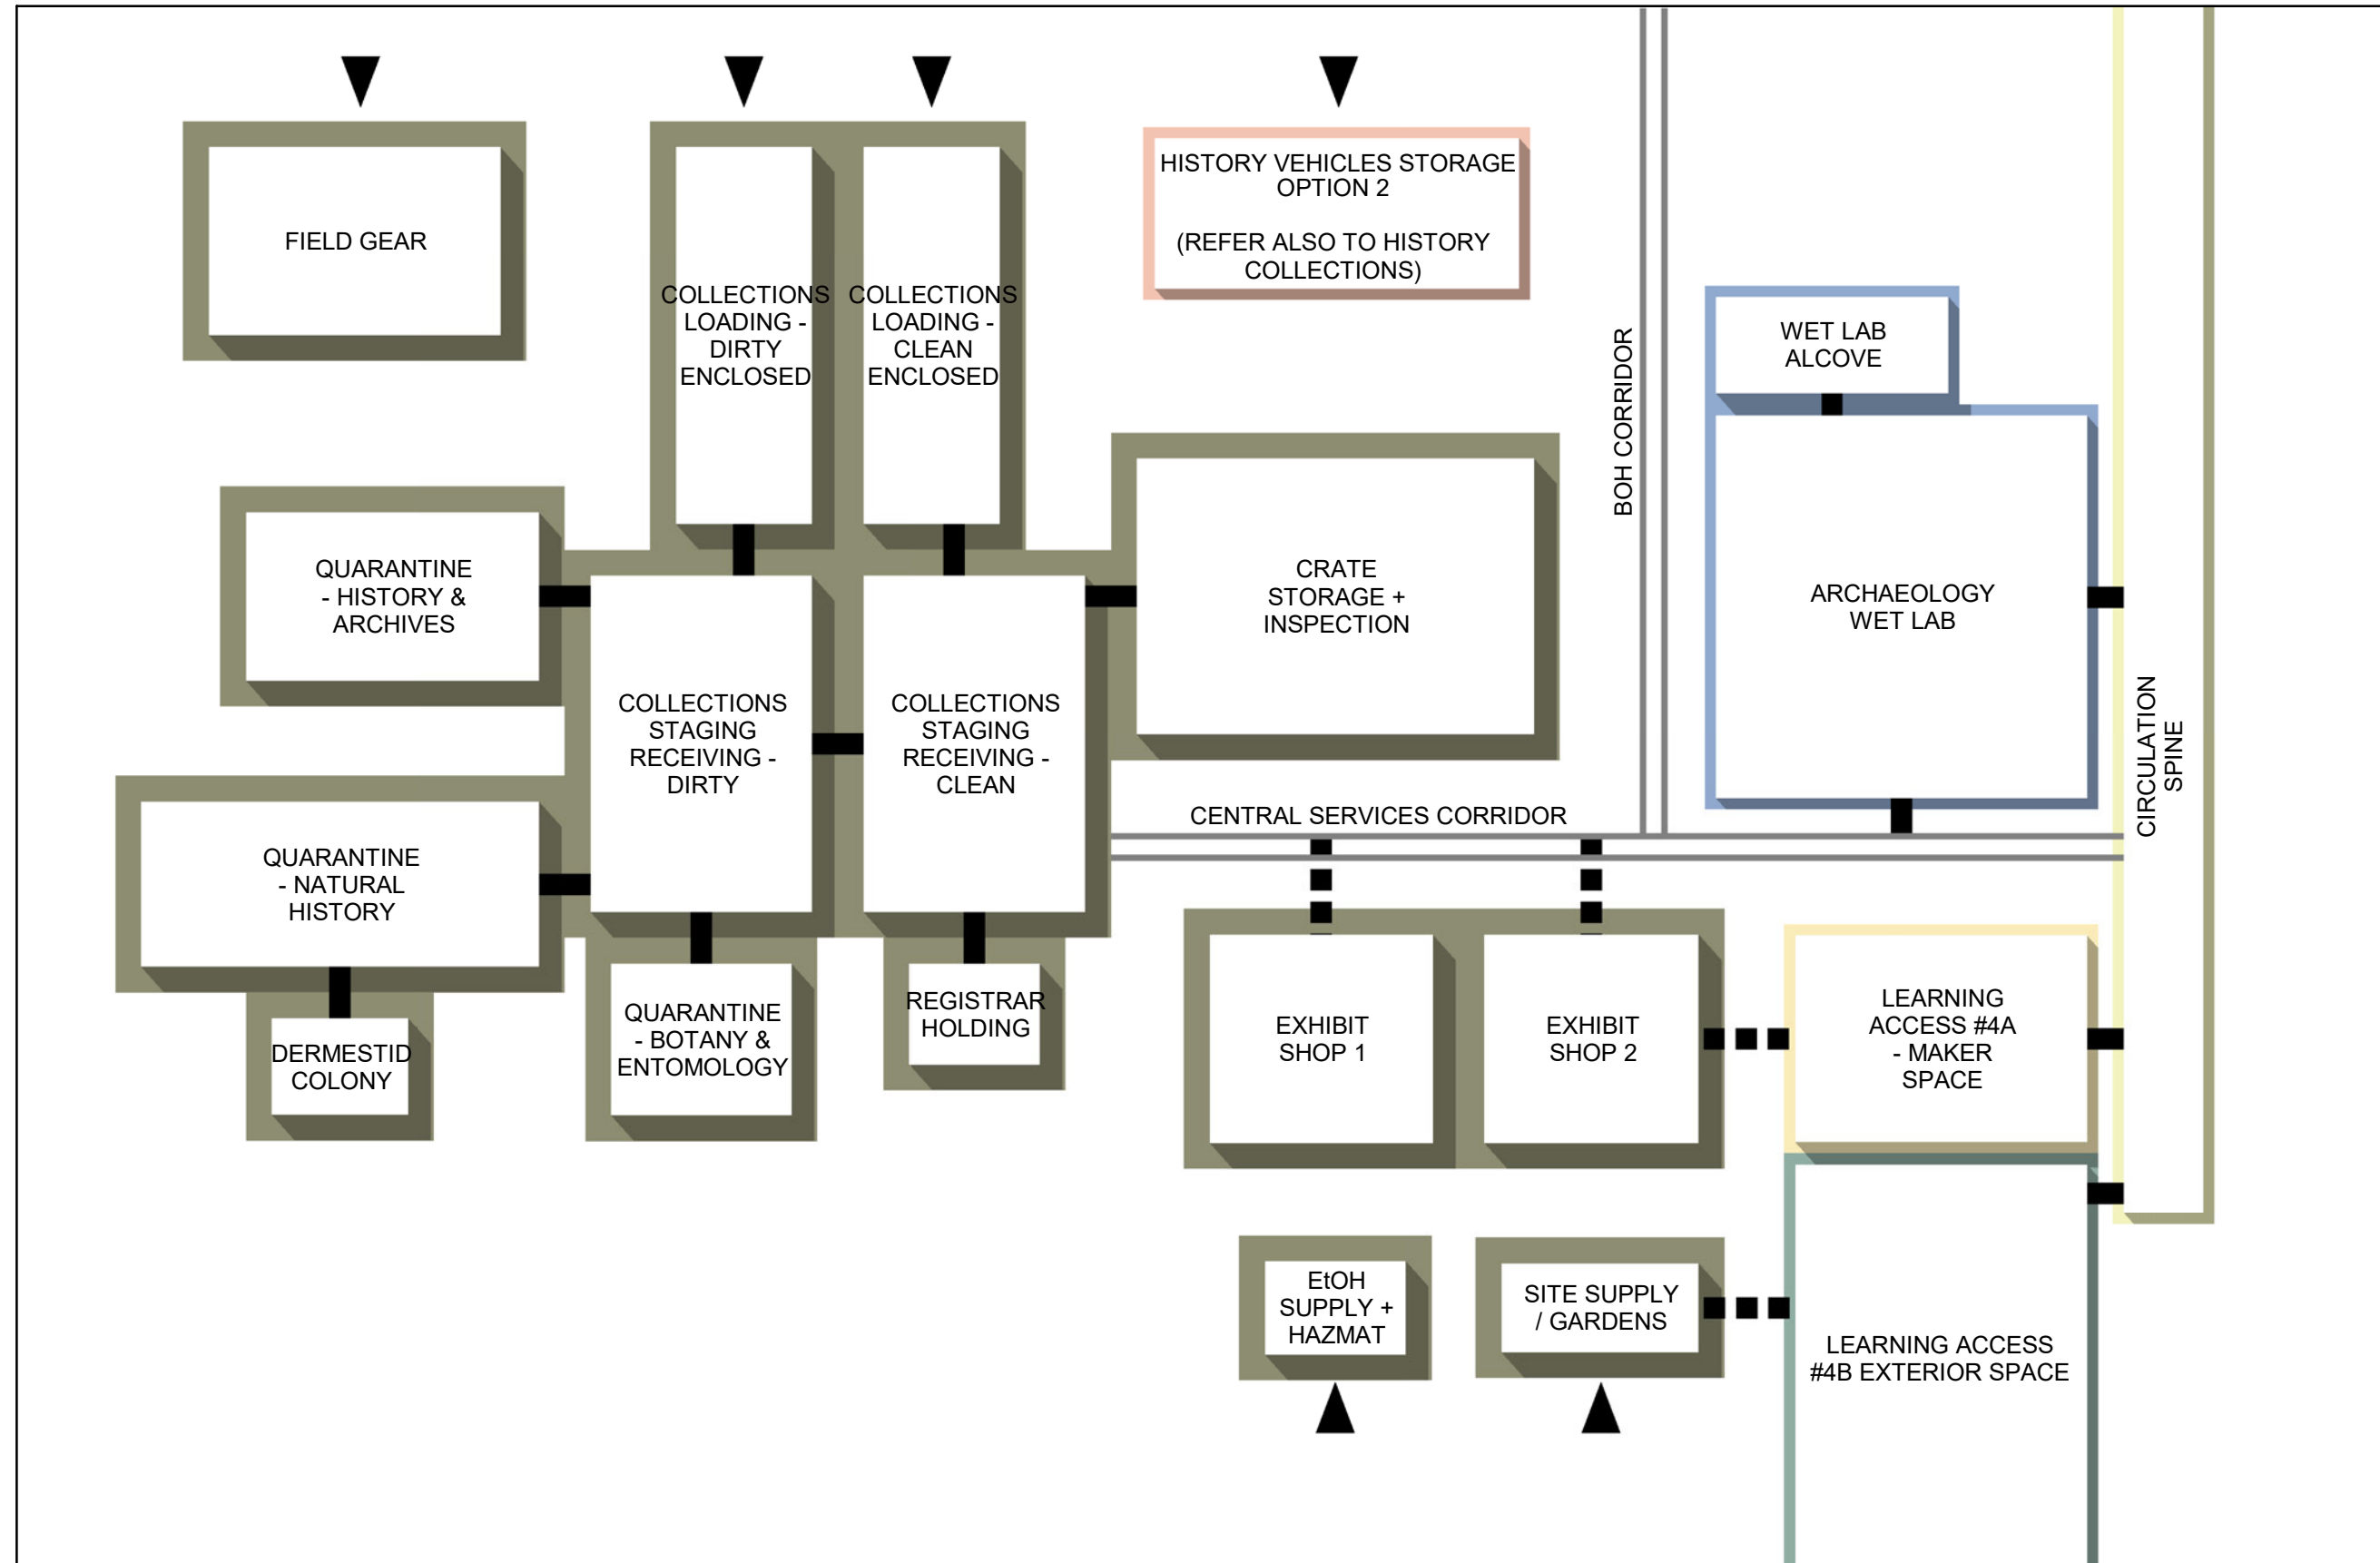 FIELD GEAR
COLLECTIONS
LOADING -
DIRTY
ENCLOSED
COLLECTIONS
LOADING -
CLEAN
ENCLOSED
HISTORY VEHICLES STORAGE
OPTION 2
(REFER ALSO TO HISTORY
COLLECTIONS)
BOH CORRIDOR
WET LAB
ALCOVE
QUARANTINE
- HISTORY &
ARCHIVES
CRATE
STORAGE +
INSPECTION
ARCHAEOLOGY
WET LAB
COLLECTIONS
STAGING
RECEIVING -
DIRTY
COLLECTIONS
STAGING
RECEIVING -
CLEAN
CIRCULATION
SPINE
CENTRAL SERVICES CORRIDOR
QUARANTINE
- NATURAL
HISTORY
DERMESTID
COLONY
QUARANTINE
- BOTANY &
ENTOMOLOGY
REGISTRAR
HOLDING
EXHIBIT
SHOP 1
EXHIBIT
SHOP 2
LEARNING
ACCESS #4A
- MAKER
SPACE
EtOH
SUPPLY +
HAZMAT
SITE SUPPLY
/ GARDENS
LEARNING ACCESS
#4B EXTERIOR SPACE